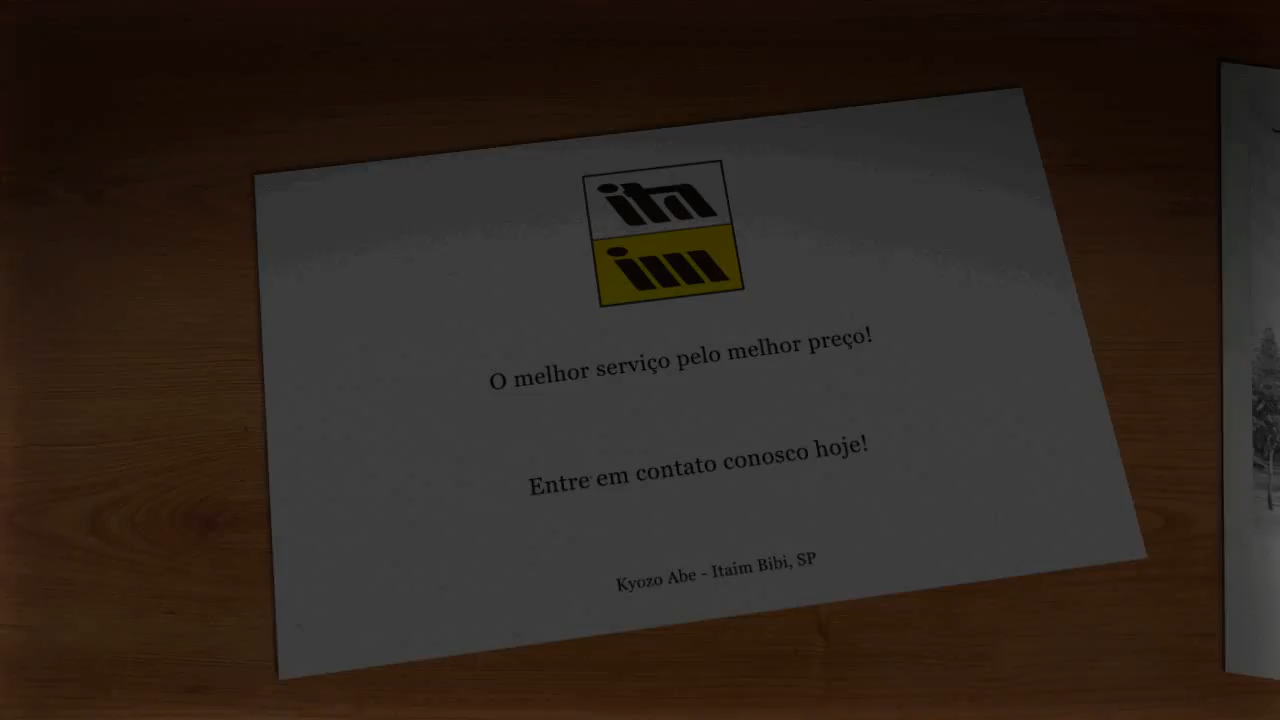 ita
im
O melhor serviço pelo melhor preço!
Entre em contato conosco hoje!
Kyozo Abe - Itaim Bibi, SP